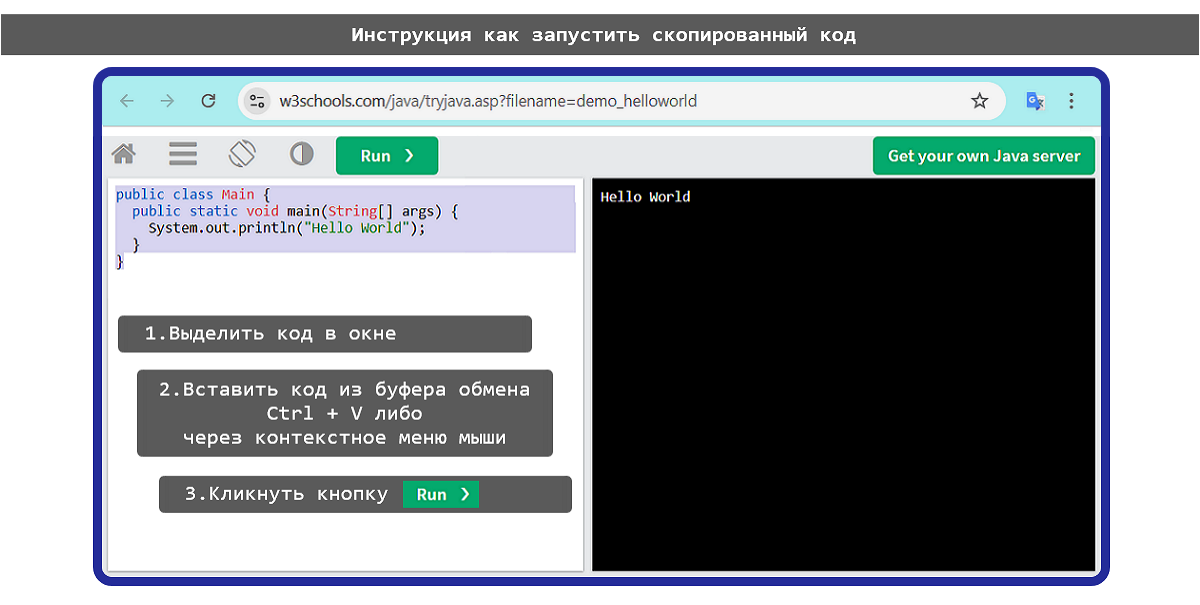 Инструкция как запустить скопированный код
w3schools.com/java/tryjava.asp?filename=demo_helloworld
Run ❯
Get your own Java server
public class Main {
  public static void main(String[] args) {
    System.out.println("Hello World");
  }
}
Hello World
1.Выделить код в окне
2.Вставить код из буфера обмена
Ctrl + V либо
через контекстное меню мыши
3.Кликнуть кнопку Run ❯